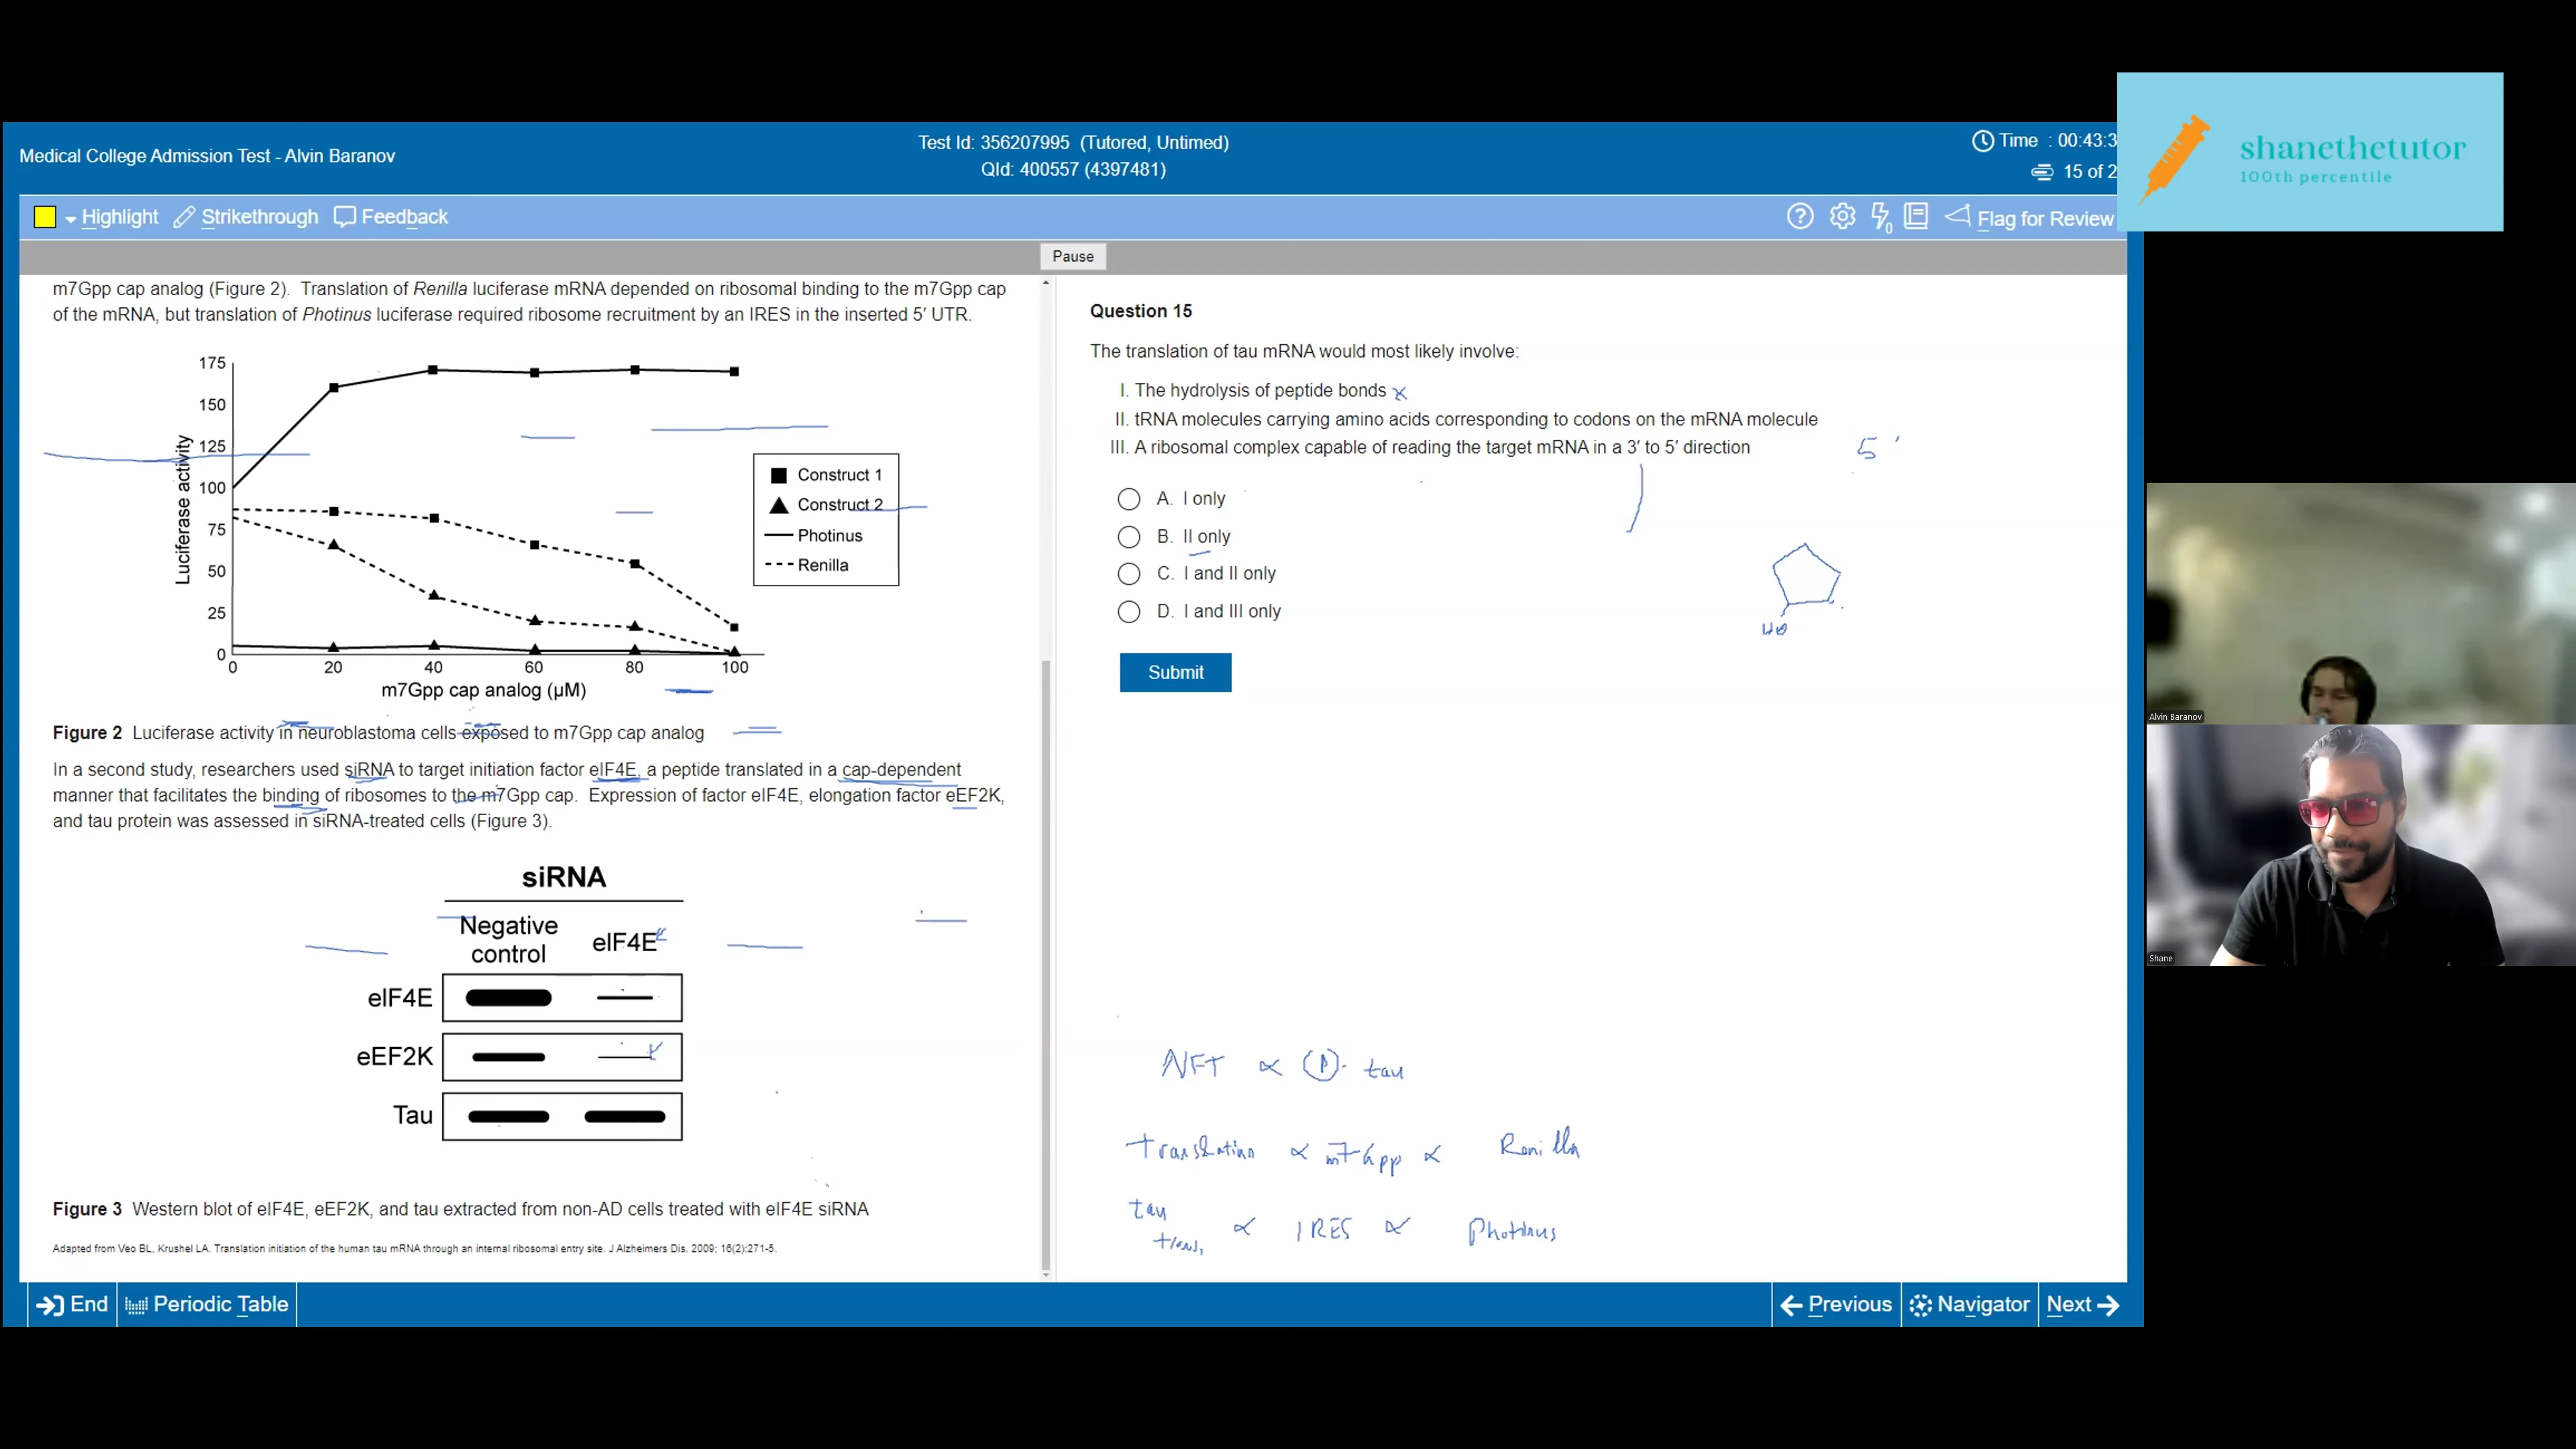 shanethetutor
100th percentile
Medical College Admission Test - Alvin Baranov
Test Id: 356207995 (Tutored, Untimed)
QId: 400557 (4397481)
Time : 00:43:3
15 of 2
Highlight Strikethrough Feedback
Flag for Review
Pause
m7Gpp cap analog (Figure 2). Translation of Renilla luciferase mRNA depended on ribosomal binding to the m7Gpp cap
of the mRNA, but translation of Photinus luciferase required ribosome recruitment by an IRES in the inserted 5′ UTR.
Luciferase activity
175
150
125
100
75
50
25
0
0 20 40 60 80 100
m7Gpp cap analog (µM)
Construct 1
Construct 2
Photinus
Renilla
Figure 2 Luciferase activity in neuroblastoma cells exposed to m7Gpp cap analog
In a second study, researchers used siRNA to target initiation factor eIF4E, a peptide translated in a cap-dependent
manner that facilitates the binding of ribosomes to the m7Gpp cap. Expression of factor eIF4E, elongation factor eEF2K,
and tau protein was assessed in siRNA-treated cells (Figure 3).
siRNA
Negative
control
eIF4E
eIF4E
eEF2K
Tau
Figure 3 Western blot of eIF4E, eEF2K, and tau extracted from non-AD cells treated with eIF4E siRNA
Adapted from Veo BL, Krushel LA. Translation initiation of the human tau mRNA through an internal ribosomal entry site. J Alzheimers Dis. 2009; 16(2):271-5.
Question 15
The translation of tau mRNA would most likely involve:
I. The hydrolysis of peptide bonds x
II. tRNA molecules carrying amino acids corresponding to codons on the mRNA molecule
III. A ribosomal complex capable of reading the target mRNA in a 3′ to 5′ direction
5 '
A. I only
B. II only
C. I and II only
D. I and III only
HO
Submit
NFT ∝ P - tau
Translation ∝ m7Gpp ∝ Renilla
tau
trans, ∝ IRES ∝ Photinus
Alvin Baranov
Shane
End Periodic Table
Previous Navigator Next